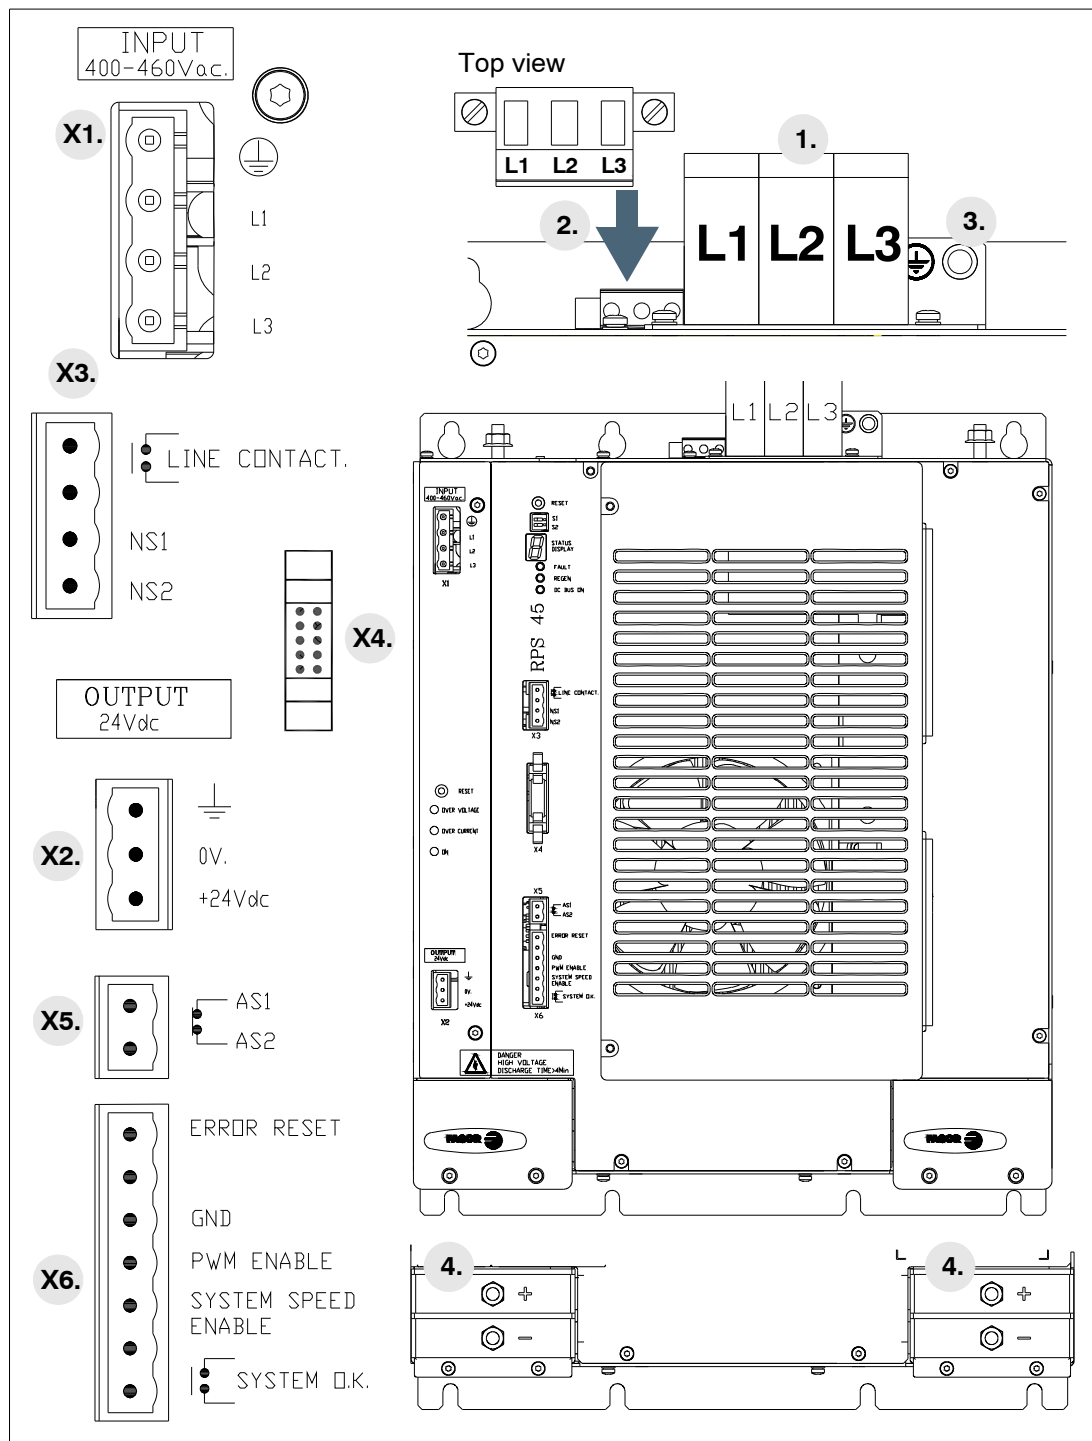 INPUT
400-460Vac.
X1.
L1
L2
L3
X3.
LINE CONTACT.
NS1
NS2
X4.
OUTPUT
24Vdc
X2.
0V.
+24Vdc
X5.
AS1
AS2
X6.
ERROR RESET
GND
PWM ENABLE
SYSTEM SPEED
ENABLE
SYSTEM O.K.
Top view
L1 L2 L3
1.
2.
3.
L1 L2 L3
L1 L2 L3
INPUT
400-460Vac.
L1
L2
L3
X1
RESET
OVER VOLTAGE
OVER CURRENT
ON
OUTPUT
24Vdc
0V.
+24Vdc
X2
RESET
S1
S2
STATUS
DISPLAY
FAULT
REGEN
DC BUS ON
RPS 45
LINE CONTACT.
NS1
NS2
X3
X4
X5
AS1
AS2
ERROR RESET
GND
PWM ENABLE
SYSTEM SPEED
ENABLE
SYSTEM O.K.
X6
DANGER
HIGH VOLTAGE
DISCHARGE TIME>4Min
FAGOR
FAGOR
4.
4.
+
+
−
−